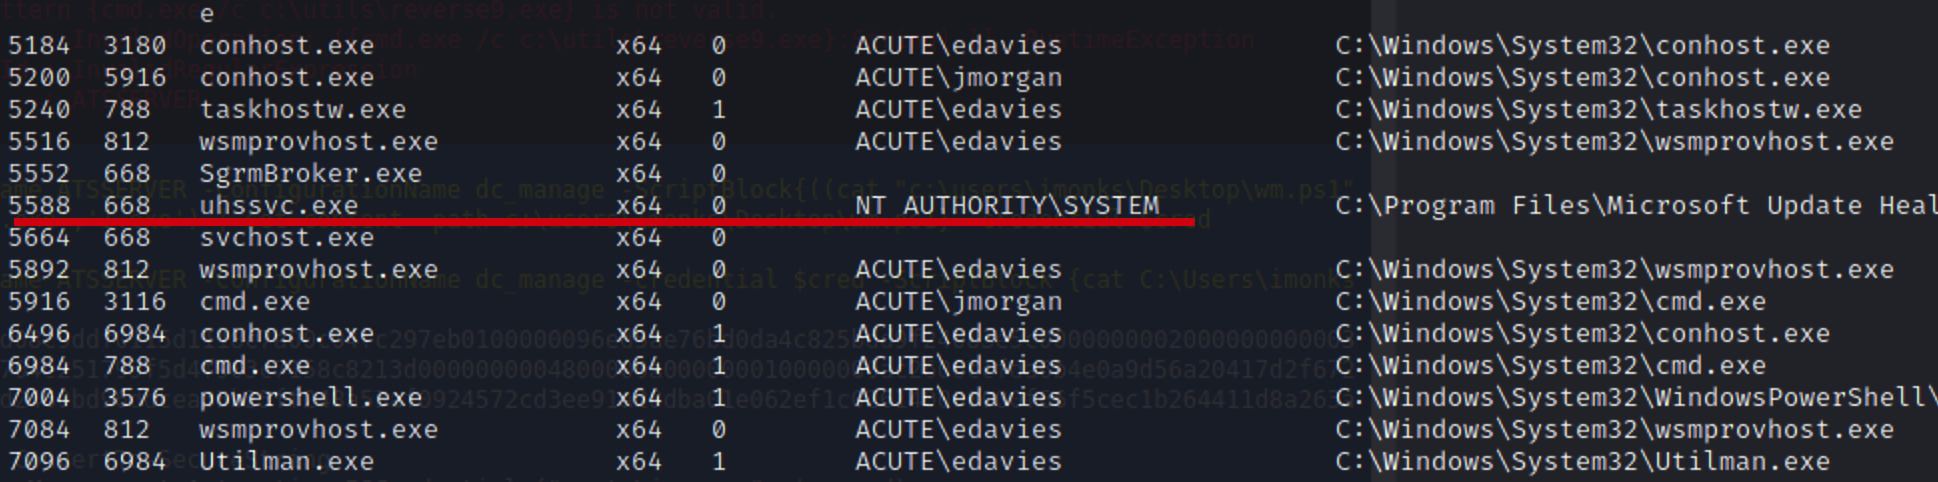 e
5184 3180 conhost.exe x64 0 ACUTE\edavies C:\Windows\System32\conhost.exe
5200 5916 conhost.exe x64 0 ACUTE\jmorgan C:\Windows\System32\conhost.exe
5240 788 taskhostw.exe x64 1 ACUTE\edavies C:\Windows\System32\taskhostw.exe
5516 812 wsmprovhost.exe x64 0 ACUTE\edavies C:\Windows\System32\wsmprovhost.exe
5552 668 SgrmBroker.exe x64 0
5588 668 uhssvc.exe x64 0 NT AUTHORITY\SYSTEM C:\Program Files\Microsoft Update Heal
5664 668 svchost.exe x64 0
5892 812 wsmprovhost.exe x64 0 ACUTE\edavies C:\Windows\System32\wsmprovhost.exe
5916 3116 cmd.exe x64 0 ACUTE\jmorgan C:\Windows\System32\cmd.exe
6496 6984 conhost.exe x64 1 ACUTE\edavies C:\Windows\System32\conhost.exe
6984 788 cmd.exe x64 1 ACUTE\edavies C:\Windows\System32\cmd.exe
7004 3576 powershell.exe x64 1 ACUTE\edavies C:\Windows\System32\WindowsPowerShell\
7084 812 wsmprovhost.exe x64 0 ACUTE\edavies C:\Windows\System32\wsmprovhost.exe
7096 6984 Utilman.exe x64 1 ACUTE\edavies C:\Windows\System32\Utilman.exe